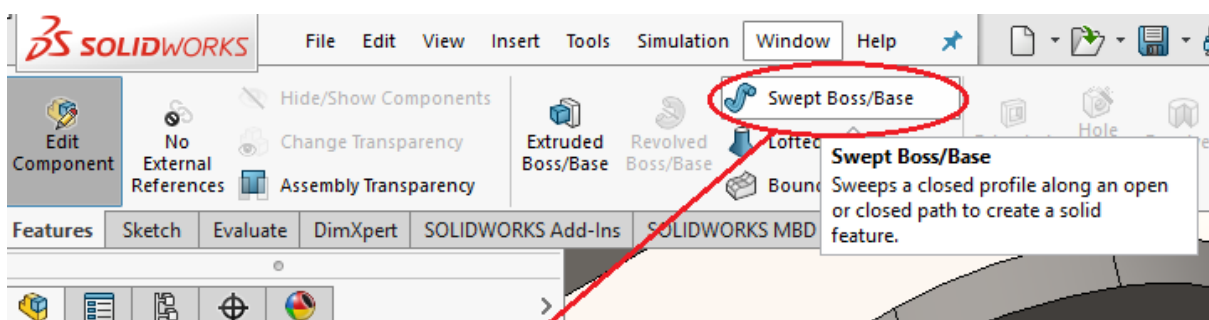 SOLIDWORKS File Edit View Insert Tools Simulation Window Help
Edit Component
No External References
Hide/Show Components
Change Transparency
Assembly Transparency
Extruded Boss/Base
Revolved Boss/Base
Swept Boss/Base
Lofted
Hole
Swept Boss/Base
Sweeps a closed profile along an open
or closed path to create a solid
feature.
Features Sketch Evaluate DimXpert SOLIDWORKS Add-Ins SOLIDWORKS MBD